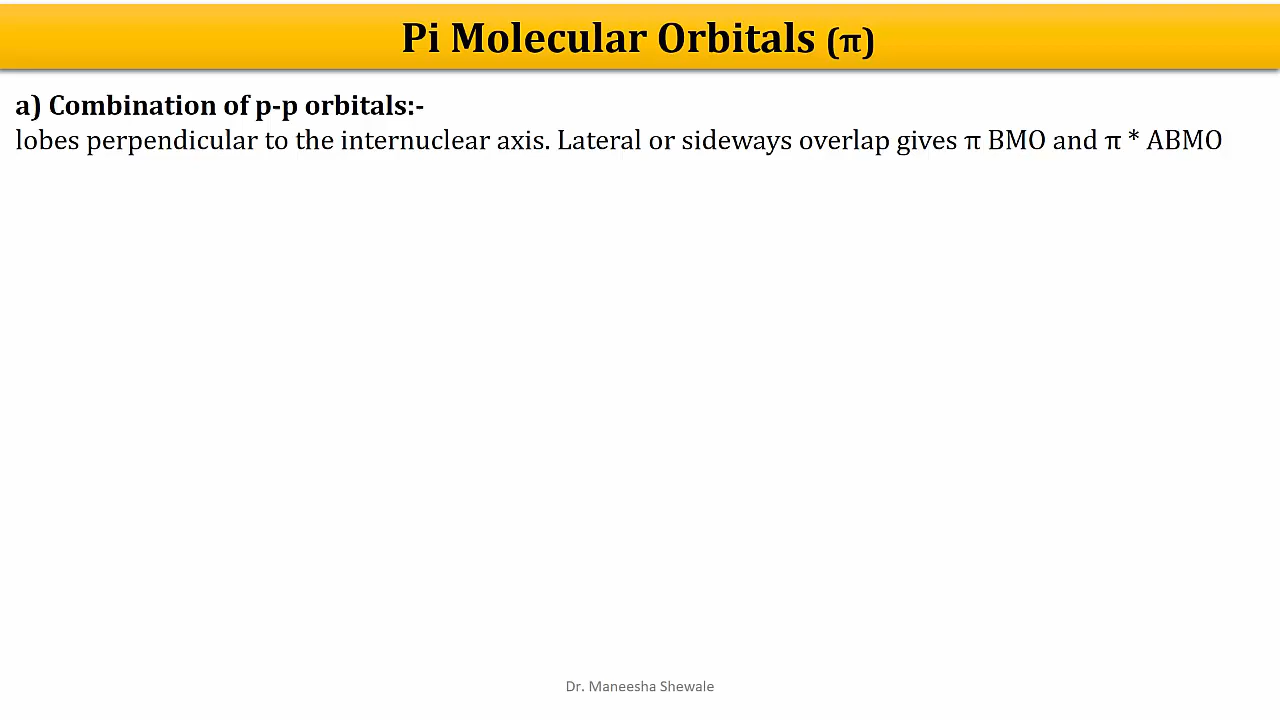 Pi Molecular Orbitals (π)
a) Combination of p-p orbitals:-
lobes perpendicular to the internuclear axis. Lateral or sideways overlap gives π BMO and π * ABMO
Dr. Maneesha Shewale